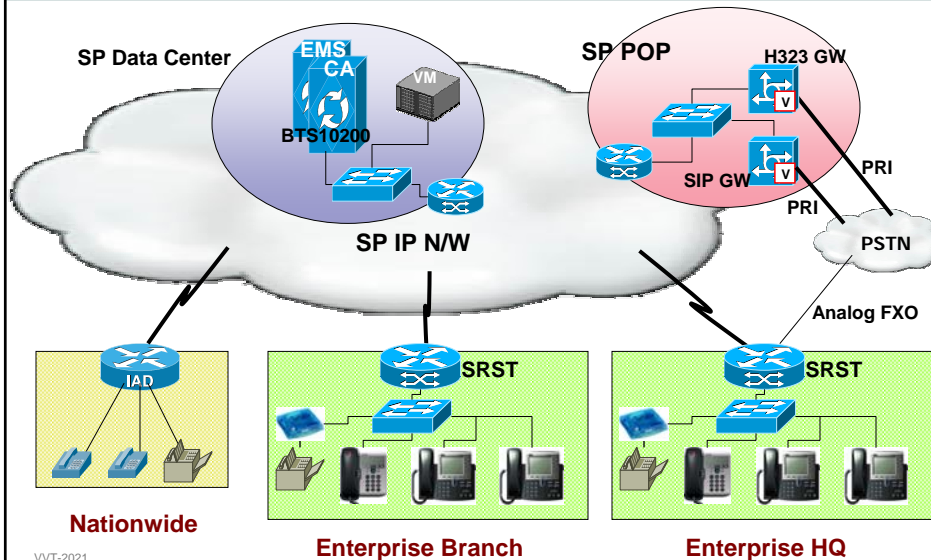 SP Data Center
EMS
CA
VM
BTS10200
SP IP N/W
SP POP
H323 GW
V
SIP GW
V
PRI
PRI
PSTN
Analog FXO
IAD
SRST
SRST
Nationwide
Enterprise Branch
Enterprise HQ
VVT-2021